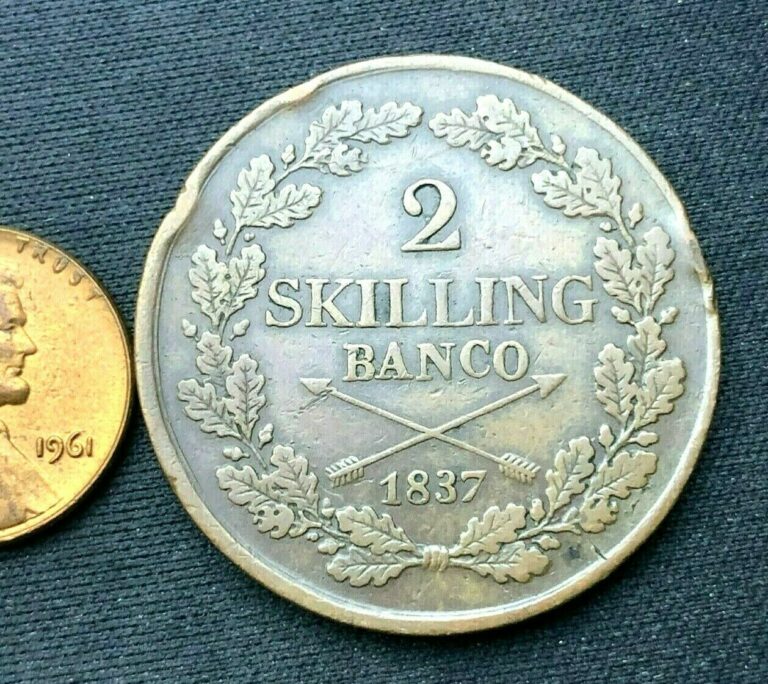 2
SKILLING
BANCO
1837
TRUST
1961